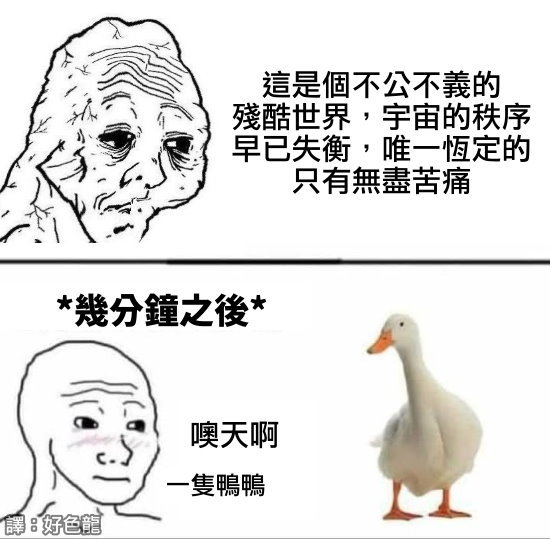 這是個不公不義的
殘酷世界，宇宙的秩序
早已失衡，唯一恆定的
只有無盡苦痛
*幾分鐘之後*
噢天啊
一隻鴨鴨
譯：好色龍